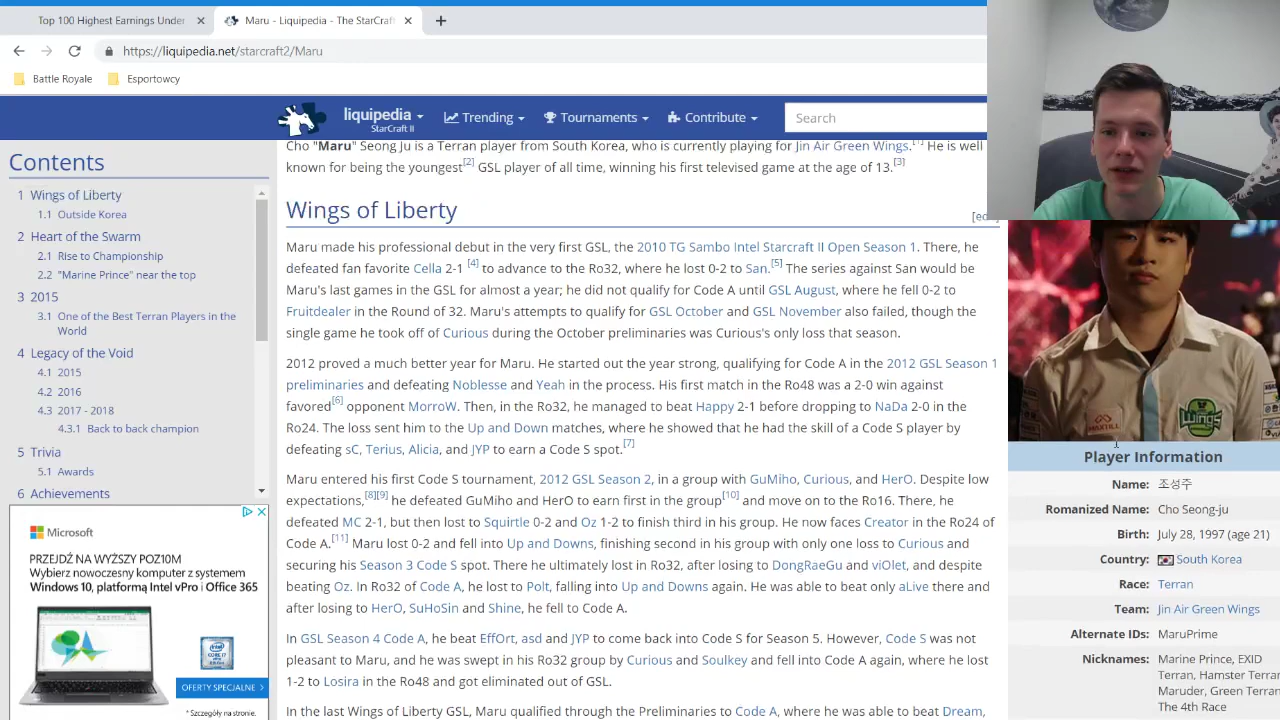 Top 100 Highest Earnings Under
Maru - Liquipedia - The StarCraf
https://liquipedia.net/starcraft2/Maru
Battle Royale
Esportowcy
liquipedia
StarCraft II
Trending
Tournaments
Contribute
Search
Contents
1 Wings of Liberty
1.1 Outside Korea
2 Heart of the Swarm
2.1 Rise to Championship
2.2 "Marine Prince" near the top
3 2015
3.1 One of the Best Terran Players in the
World
4 Legacy of the Void
4.1 2015
4.2 2016
4.3 2017 - 2018
4.3.1 Back to back champion
5 Trivia
5.1 Awards
6 Achievements
Microsoft
PRZEJDŹ NA WYŻSZY POZ10M
Wybierz nowoczesny komputer z systemem
Windows 10, platformą Intel vPro i Office 365
OFERTY SPECJALNE >
* Szczegóły na stronie.
Cho "Maru" Seong Ju is a Terran player from South Korea, who is currently playing for Jin Air Green Wings.[1] He is well
known for being the youngest[2] GSL player of all time, winning his first televised game at the age of 13.[3]
Wings of Liberty
Maru made his professional debut in the very first GSL, the 2010 TG Sambo Intel Starcraft II Open Season 1. There, he
defeated fan favorite Cella 2-1 [4] to advance to the Ro32, where he lost 0-2 to San.[5] The series against San would be
Maru's last games in the GSL for almost a year; he did not qualify for Code A until GSL August, where he fell 0-2 to
Fruitdealer in the Round of 32. Maru's attempts to qualify for GSL October and GSL November also failed, though the
single game he took off of Curious during the October preliminaries was Curious's only loss that season.
2012 proved a much better year for Maru. He started out the year strong, qualifying for Code A in the 2012 GSL Season 1
preliminaries and defeating Noblesse and Yeah in the process. His first match in the Ro48 was a 2-0 win against
favored[6] opponent MorroW. Then, in the Ro32, he managed to beat Happy 2-1 before dropping to NaDa 2-0 in the
Ro24. The loss sent him to the Up and Down matches, where he showed that he had the skill of a Code S player by
defeating sC, Terius, Alicia, and JYP to earn a Code S spot.[7]
Maru entered his first Code S tournament, 2012 GSL Season 2, in a group with GuMiho, Curious, and HerO. Despite low
expectations,[8][9] he defeated GuMiho and HerO to earn first in the group[10] and move on to the Ro16. There, he
defeated MC 2-1, but then lost to Squirtle 0-2 and Oz 1-2 to finish third in his group. He now faces Creator in the Ro24 of
Code A.[11] Maru lost 0-2 and fell into Up and Downs, finishing second in his group with only one loss to Curious and
securing his Season 3 Code S spot. There he ultimately lost in Ro32, after losing to DongRaeGu and viOlet, and despite
beating Oz. In Ro32 of Code A, he lost to Polt, falling into Up and Downs again. He was able to beat only aLive there and
after losing to HerO, SuHoSin and Shine, he fell to Code A.
In GSL Season 4 Code A, he beat EffOrt, asd and JYP to come back into Code S for Season 5. However, Code S was not
pleasant to Maru, and he was swept in his Ro32 group by Curious and Soulkey and fell into Code A again, where he lost
1-2 to Losira in the Ro48 and got eliminated out of GSL.
In the last Wings of Liberty GSL, Maru qualified through the Preliminaries to Code A, where he was able to beat Dream,
MAXTILL
WINGS
Player Information
Name: 조성주
Romanized Name: Cho Seong-ju
Birth: July 28, 1997 (age 21)
Country: South Korea
Race: Terran
Team: Jin Air Green Wings
Alternate IDs: MaruPrime
Nicknames: Marine Prince, EXID
Terran, Hamster Terran
Maruder, Green Terran
The 4th Race